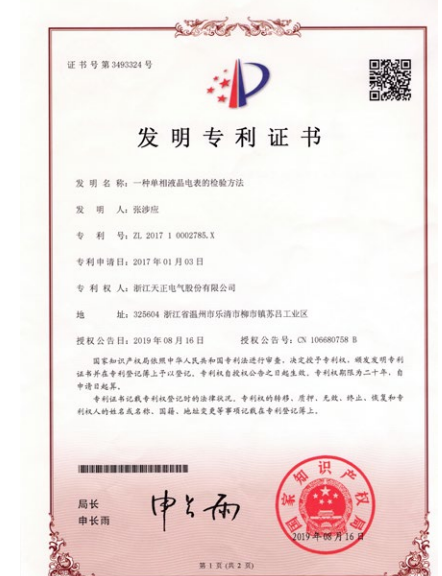 证书号第3493324号
发明专利证书
发明名称：一种单相液晶电表的检验方法
发明人：张涉应
专利号：ZL 2017 1 0002785.X
专利申请日：2017年01月03日
专利权人：浙江天正电气股份有限公司
地址：325604 浙江省温州市乐清市柳市镇苏吕工业区
授权公告日：2019年08月16日 授权公告号：CN 106680758 B
国家知识产权局依照中华人民共和国专利法进行审查，决定授予专利权，颁发发明专利
证书并在专利登记簿上予以登记。专利权自授权公告之日起生效。专利权期限为二十年，自
申请日起算。
专利证书记载专利权登记时的法律状况。专利权的转移、质押、无效、终止、恢复和专
利权人的姓名或名称、国籍、地址变更等事项记载在专利登记簿上。
局长
申长雨
申长雨
国家知识产权局
2019年08月16日
第 1 页 (共 2 页)